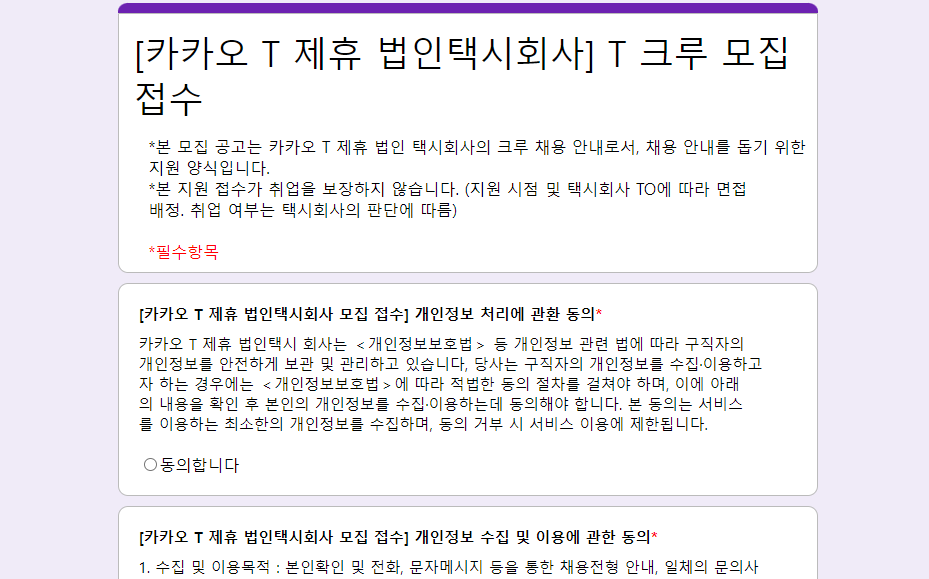 [카카오 T 제휴 법인택시회사] T 크루 모집
접수
*본 모집 공고는 카카오 T 제휴 법인 택시회사의 크루 채용 안내로서, 채용 안내를 돕기 위한
지원 양식입니다.
*본 지원 접수가 취업을 보장하지 않습니다. (지원 시점 및 택시회사 TO에 따라 면접
배정. 취업 여부는 택시회사의 판단에 따름)
*필수항목
[카카오 T 제휴 법인택시회사 모집 접수] 개인정보 처리에 관환 동의*
카카오 T 제휴 법인택시 회사는 <개인정보보호법> 등 개인정보 관련 법에 따라 구직자의
개인정보를 안전하게 보관 및 관리하고 있습니다, 당사는 구직자의 개인정보를 수집·이용하고
자 하는 경우에는 <개인정보보호법>에 따라 적법한 동의 절차를 걸쳐야 하며, 이에 아래
의 내용을 확인 후 본인의 개인정보를 수집·이용하는데 동의해야 합니다. 본 동의는 서비스
를 이용하는 최소한의 개인정보를 수집하며, 동의 거부 시 서비스 이용에 제한됩니다.
동의합니다
[카카오 T 제휴 법인택시회사 모집 접수] 개인정보 수집 및 이용에 관한 동의*
1. 수집 및 이용목적 : 본인확인 및 전화, 문자메시지 등을 통한 채용전형 안내, 일체의 문의사